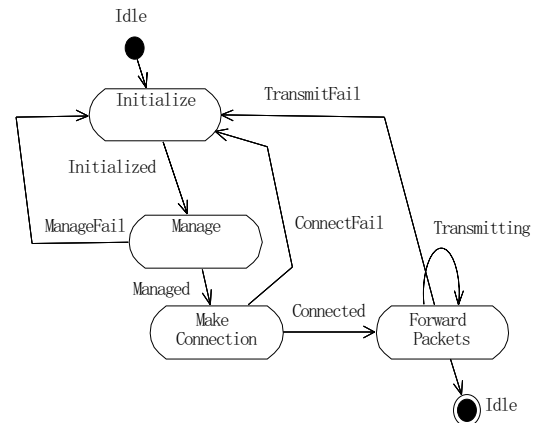 Idle
Initialize
TransmitFail
Initialized
ManageFail
Manage
ConnectFail
Transmitting
Managed
Connected
Make
Connection
Forward
Packets
Idle